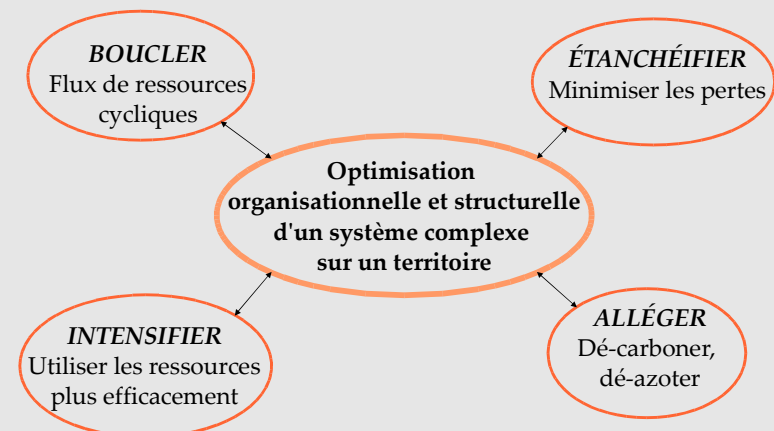 BOUCLER
Flux de ressources
cycliques
ÉTANCHÉIFIER
Minimiser les pertes
Optimisation
organisationnelle et structurelle
d'un système complexe
sur un territoire
INTENSIFIER
Utiliser les ressources
plus efficacement
ALLÉGER
Dé-carboner,
dé-azoter